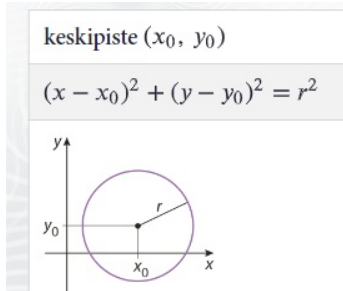 keskipiste (x₀, y₀)
(x − x₀)² + (y − y₀)² = r²
y
r
y₀
x₀
x